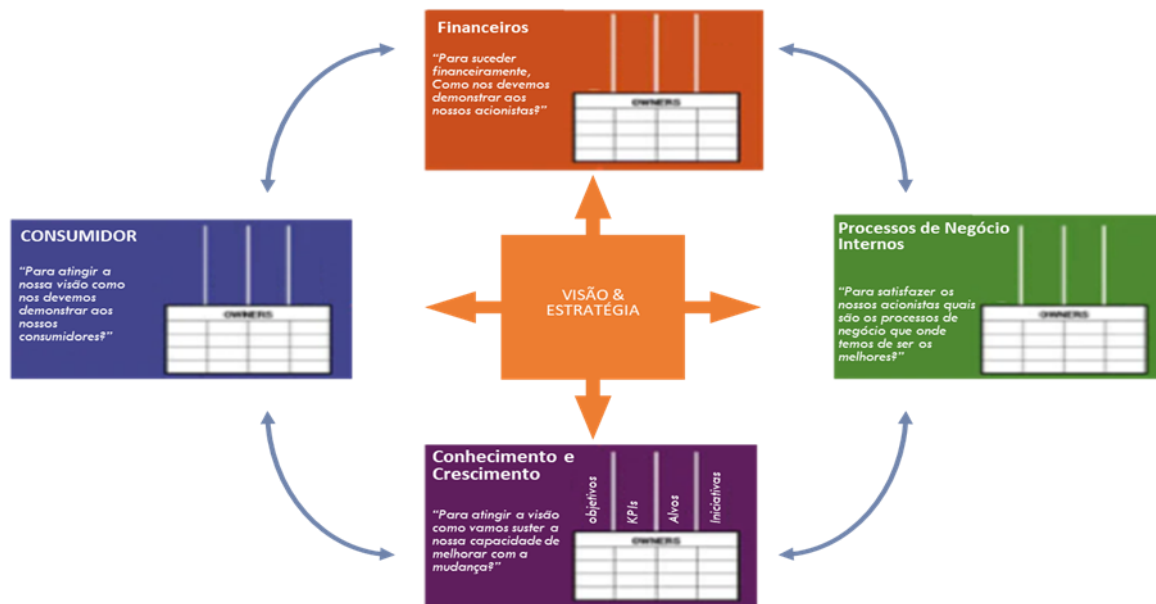 Financeiros
“Para suceder
financeiramente,
Como nos devemos
demonstrar aos
nossos acionistas?”
OWNERS
CONSUMIDOR
“Para atingir a
nossa visão como
nos devemos
demonstrar aos
nossos
consumidores?”
OWNERS
VISÃO &
ESTRATÉGIA
Processos de Negócio
Internos
“Para satisfazer os
nossos acionistas quais
são os processos de
negócio que onde
temos de ser os
melhores?”
OWNERS
Conhecimento e
Crescimento
“Para atingir a visão
como vamos suster a
nossa capacidade de
melhorar com a
mudança?”
objetivos
KPIs
Alvos
Iniciativas
OWNERS